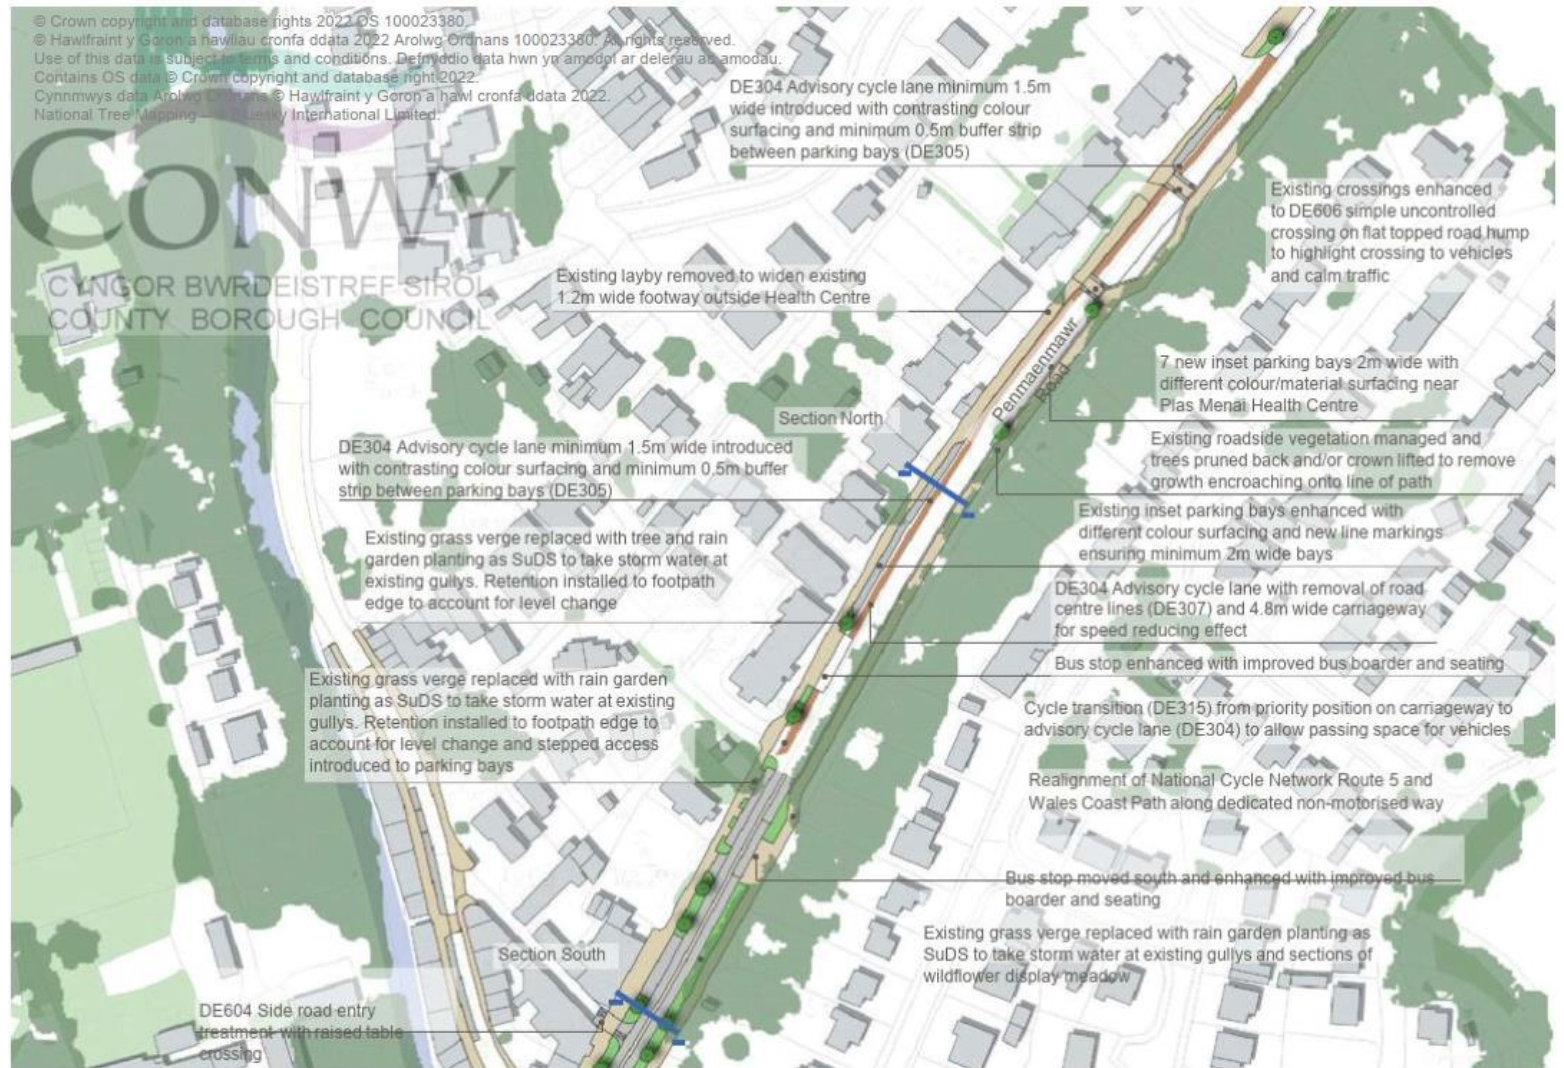 © Crown copyright and database rights 2022 OS 100023380.
© Hawlfraint y Goron a hawliau cronfa ddata 2022 Arolwg Ordnans 100023380. All rights reserved.
Use of this data is subject to terms and conditions. Defnyddio data hwn yn amodol ar delerau ac amodau.
Contains OS data © Crown copyright and database right 2022.
Cynnmwys data Arolwg Ordnans © Hawlfraint y Goron a hawl cronfa ddata 2022.
National Tree Mapping – © Bluesky International Limited.
CONWY
CYNGOR BWRDEISTREF SIROL
COUNTY BOROUGH COUNCIL
DE304 Advisory cycle lane minimum 1.5m
wide introduced with contrasting colour
surfacing and minimum 0.5m buffer strip
between parking bays (DE305)
Existing crossings enhanced
to DE606 simple uncontrolled
crossing on flat topped road hump
to highlight crossing to vehicles
and calm traffic
Existing layby removed to widen existing
1.2m wide footway outside Health Centre
Penmaenmawr
Road
7 new inset parking bays 2m wide with
different colour/material surfacing near
Plas Menai Health Centre
Section North
DE304 Advisory cycle lane minimum 1.5m wide introduced
with contrasting colour surfacing and minimum 0.5m buffer
strip between parking bays (DE305)
Existing roadside vegetation managed and
trees pruned back and/or crown lifted to remove
growth encroaching onto line of path
Existing inset parking bays enhanced with
different colour surfacing and new line markings
ensuring minimum 2m wide bays
Existing grass verge replaced with tree and rain
garden planting as SuDS to take storm water at
existing gullys. Retention installed to footpath
edge to account for level change
DE304 Advisory cycle lane with removal of road
centre lines (DE307) and 4.8m wide carriageway
for speed reducing effect
Bus stop enhanced with improved bus boarder and seating
Existing grass verge replaced with rain garden
planting as SuDS to take storm water at existing
gullys. Retention installed to footpath edge to
account for level change and stepped access
introduced to parking bays
Cycle transition (DE315) from priority position on carriageway to
advisory cycle lane (DE304) to allow passing space for vehicles
Realignment of National Cycle Network Route 5 and
Wales Coast Path along dedicated non-motorised way
Bus stop moved south and enhanced with improved bus
boarder and seating
Existing grass verge replaced with rain garden planting as
SuDS to take storm water at existing gullys and sections of
wildflower display meadow
Section South
DE604 Side road entry
treatment with raised table
crossing